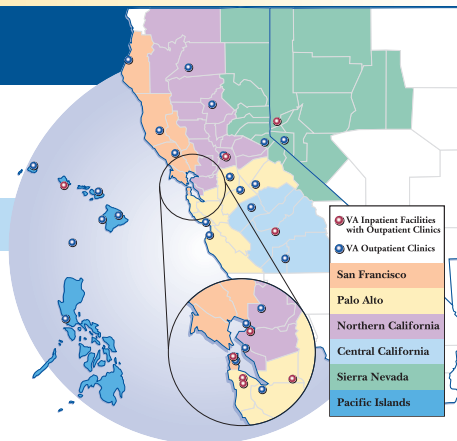 VA Inpatient Facilities
with Outpatient Clinics
VA Outpatient Clinics
San Francisco
Palo Alto
Northern California
Central California
Sierra Nevada
Pacific Islands